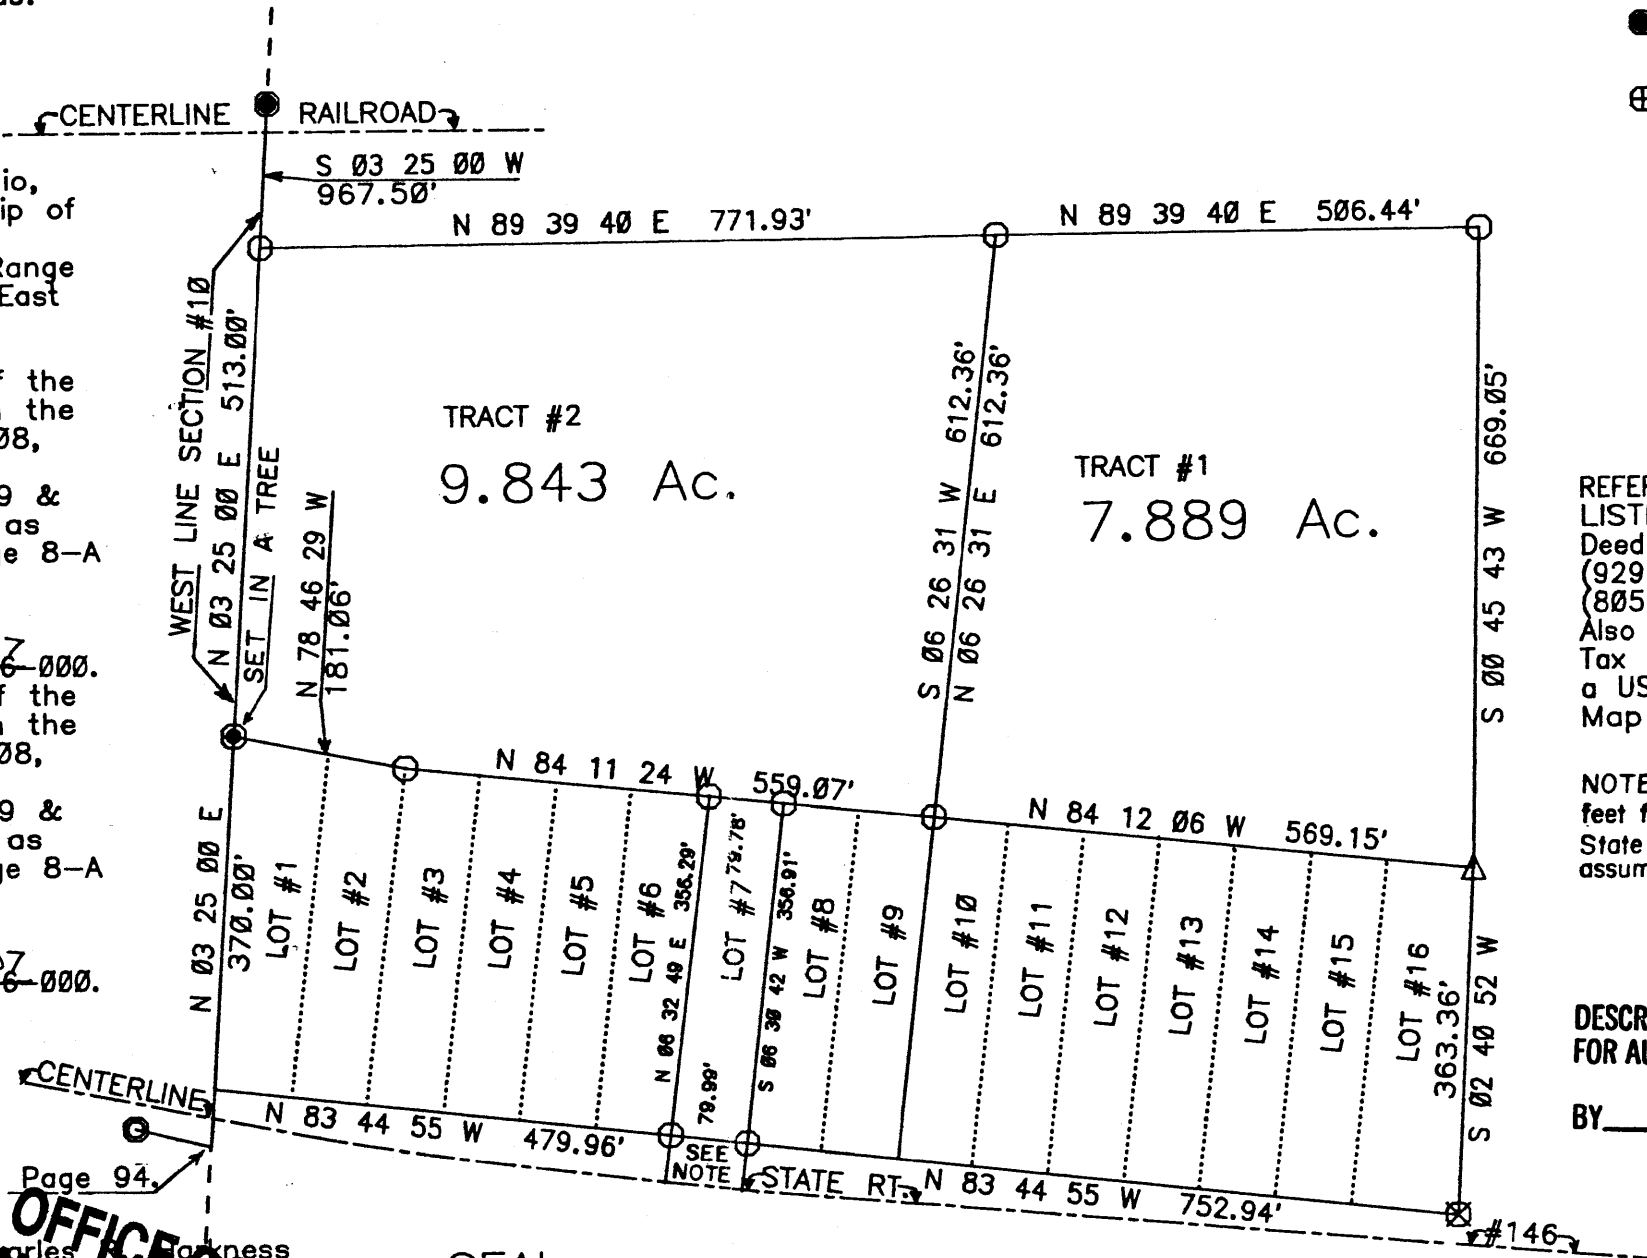 CENTERLINE RAILROAD
S 03 25 00 W
967.50'
io,
ip of
Range
East
N 89 39 40 E 771.93'
N 89 39 40 E 506.44'
WEST LINE SECTION #10
N 03 25 00 E 513.00'
SET IN A TREE
N 78 46 29 W
181.06'
f the
the
08,
9 &
as
e 8-A
TRACT #2
9.843 Ac.
S 06 26 31 W 612.36'
N 06 26 31 E 612.36'
TRACT #1
7.889 Ac.
S 00 45 43 W 669.05'
REFER
LISTI
Deed
(929
(805
Also
Tax
a US
Map
7
6-000.
f the
the
08,
9 &
as
ge 8-A
7
6-000.
N 84 11 24 W 559.07'
N 84 12 06 W 569.15'
NOTE
feet f
State
assum
N 03 25 00 E
370.00'
LOT #1
LOT #2
LOT #3
LOT #4
LOT #5
LOT #6
N 06 32 49 E 356.29'
LOT #7
79.78'
79.99'
S 06 30 42 W 356.91'
LOT #8
LOT #9
LOT #10
LOT #11
LOT #12
LOT #13
LOT #14
LOT #15
LOT #16
363.36'
S 02 40 52 W
DESCR
FOR AU
BY
CENTERLINE
N 83 44 55 W 479.96'
SEE
NOTE
STATE RT.
N 83 44 55 W 752.94'
#146
Page 94,
OFFICE